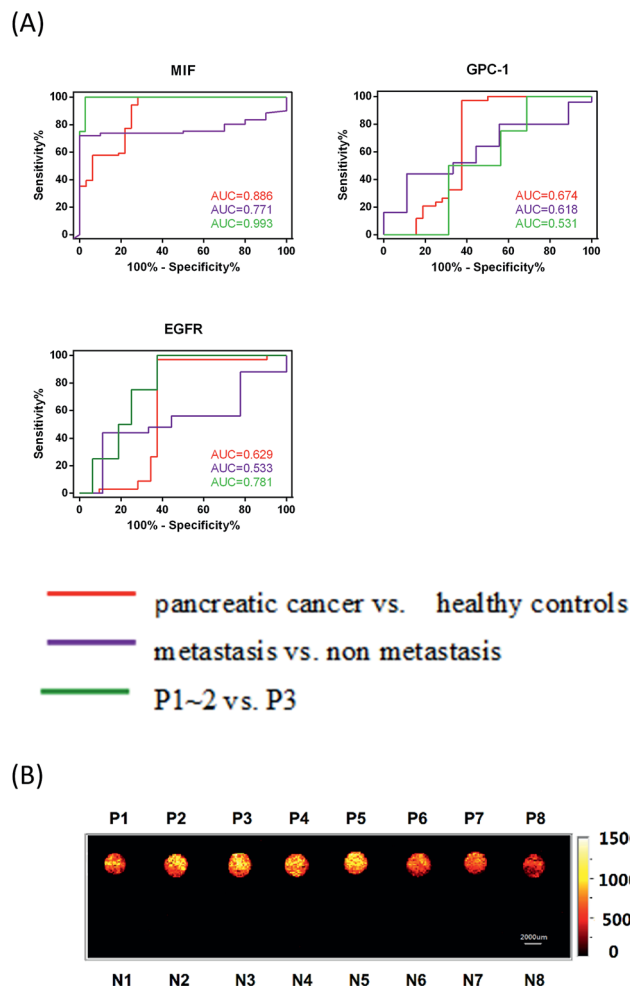 (A)
MIF
Sensitivity%
100
80
60
40
20
0
AUC=0.886
AUC=0.771
AUC=0.993
0 20 40 60 80 100
100% - Specificity%
GPC-1
Sensitivity%
100
80
60
40
20
0
AUC=0.674
AUC=0.618
AUC=0.531
0 20 40 60 80 100
100% - Specificity%
EGFR
Sensitivity%
100
80
60
40
20
0
AUC=0.629
AUC=0.533
AUC=0.781
0 20 40 60 80 100
100% - Specificity%
pancreatic cancer vs. healthy controls
metastasis vs. non metastasis
P1~2 vs. P3
(B)
P1 P2 P3 P4 P5 P6 P7 P8
1500
1000
500
0
2000um
N1 N2 N3 N4 N5 N6 N7 N8